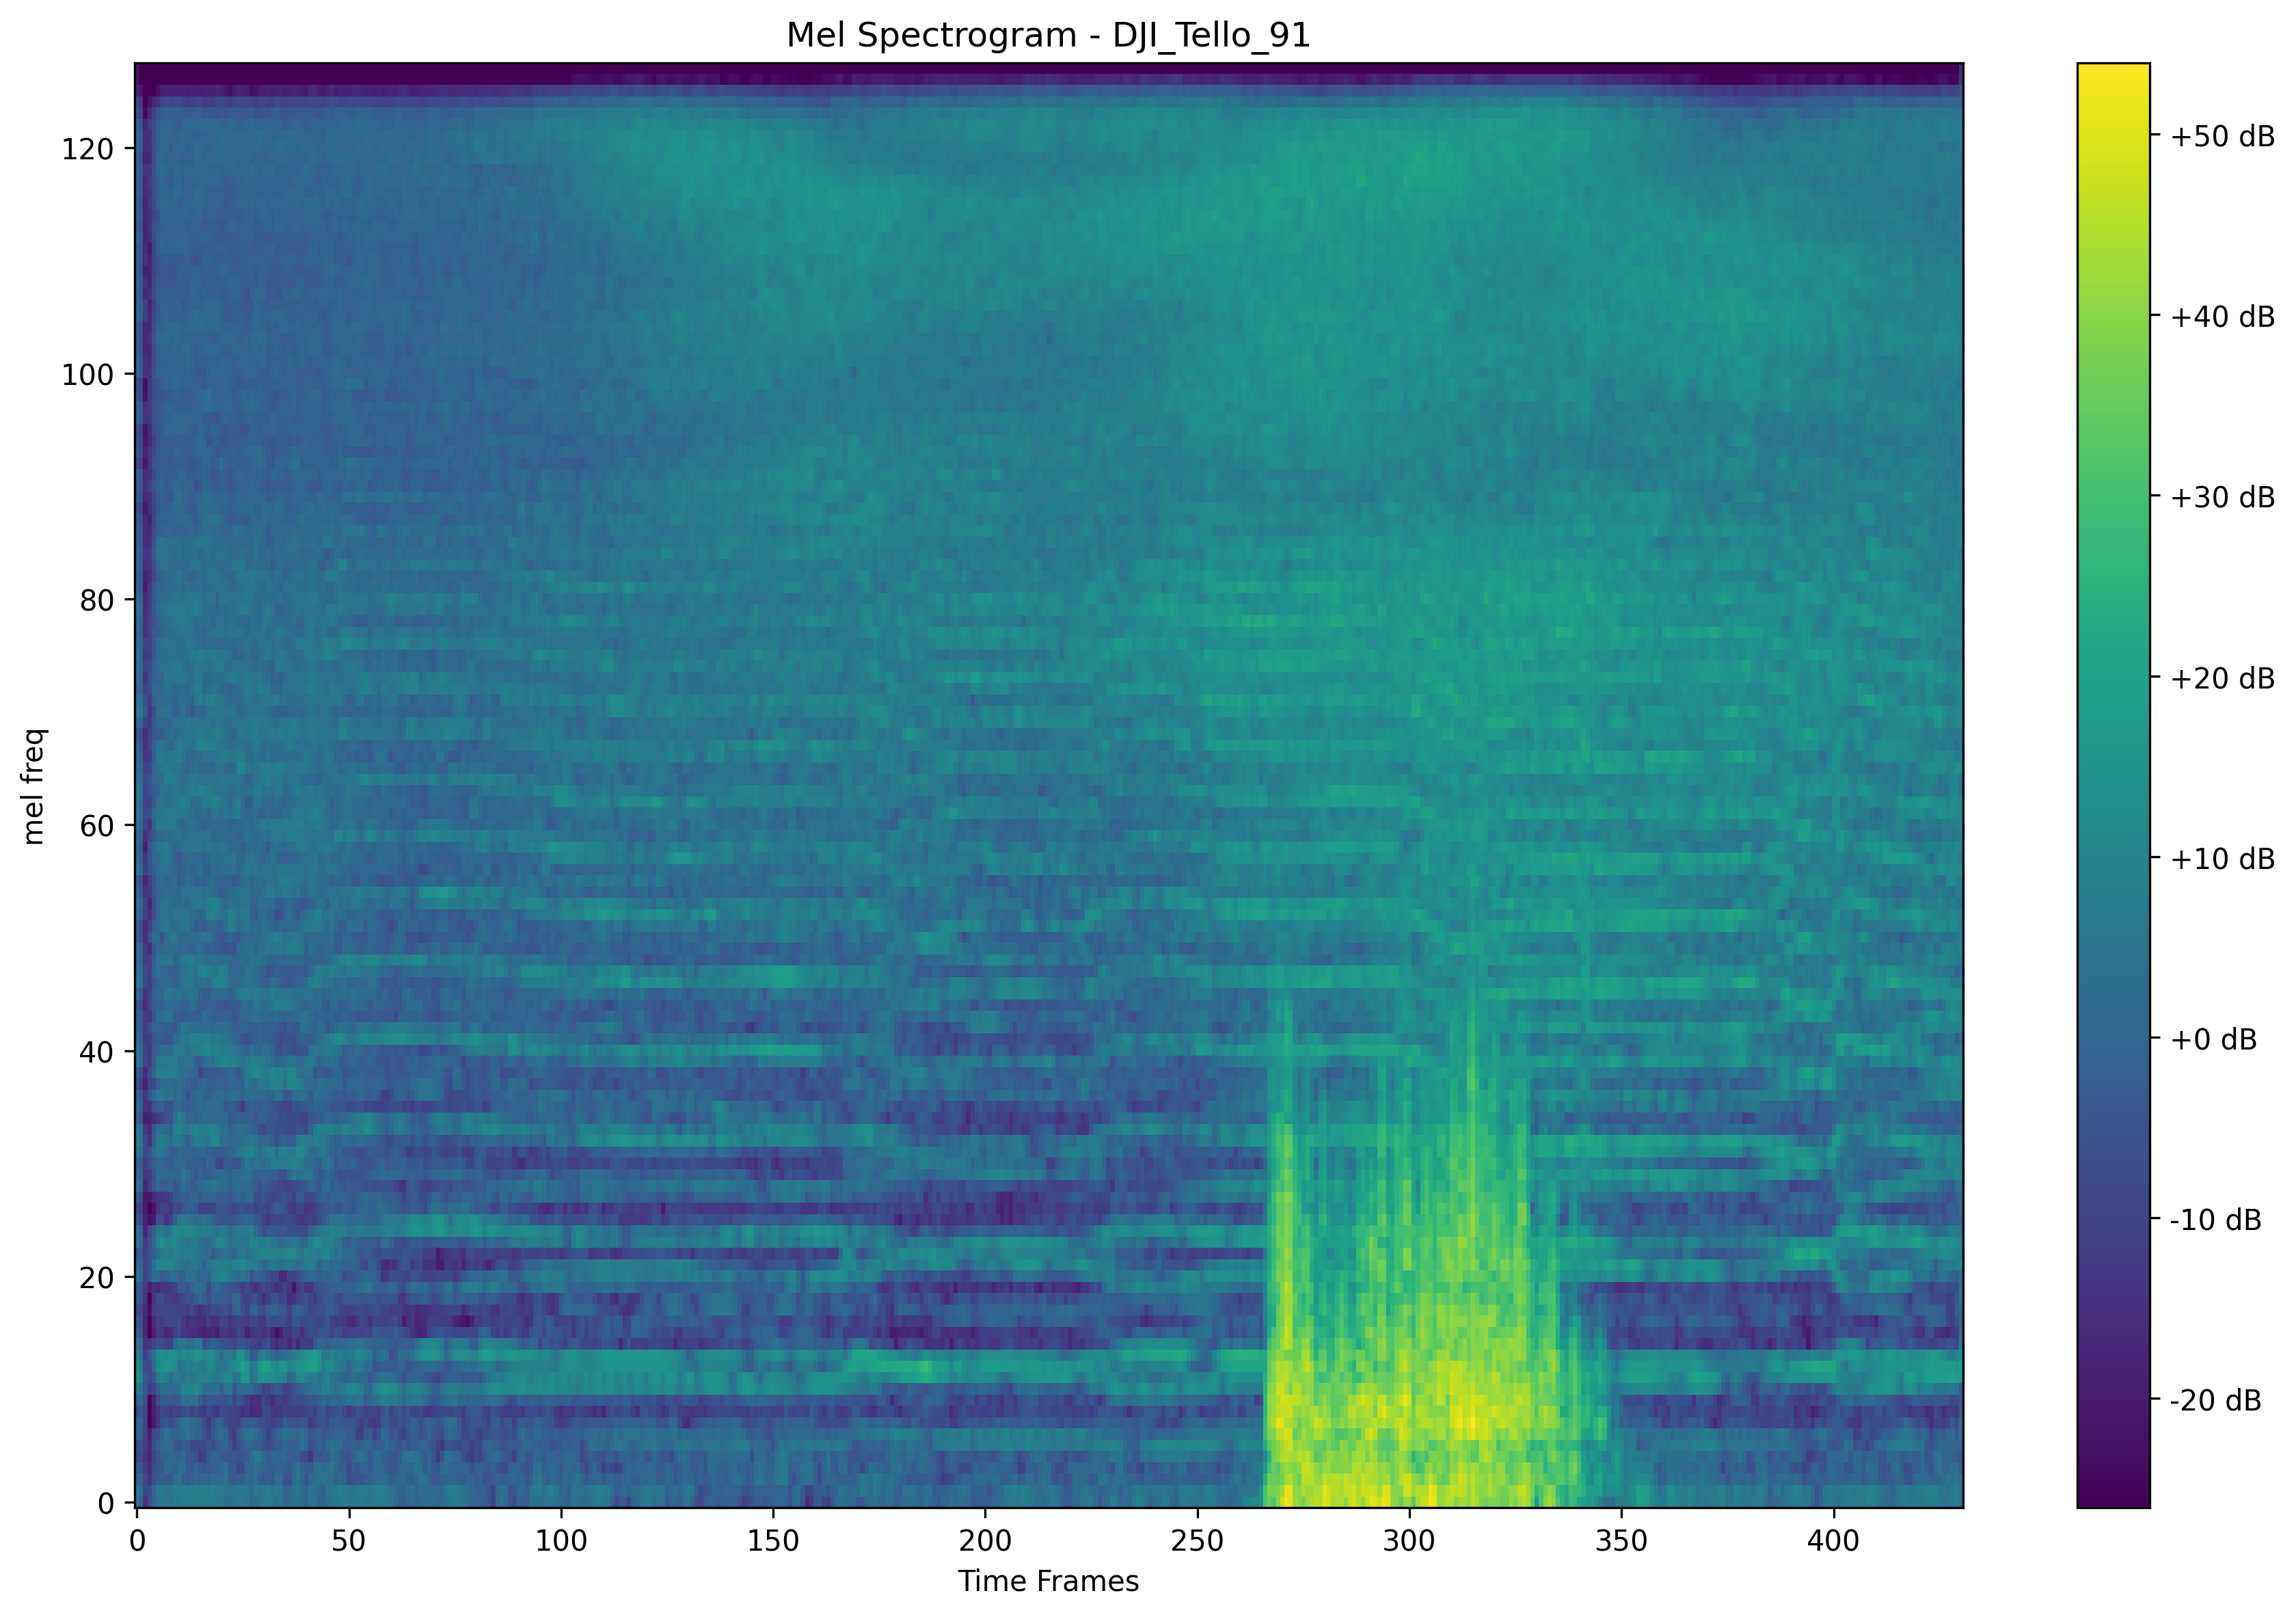 Mel Spectrogram - DJI_Tello_91
120
100
80
60
40
20
0
mel freq
0
50
100
150
200
250
300
350
400
Time Frames
+50 dB
+40 dB
+30 dB
+20 dB
+10 dB
+0 dB
-10 dB
-20 dB